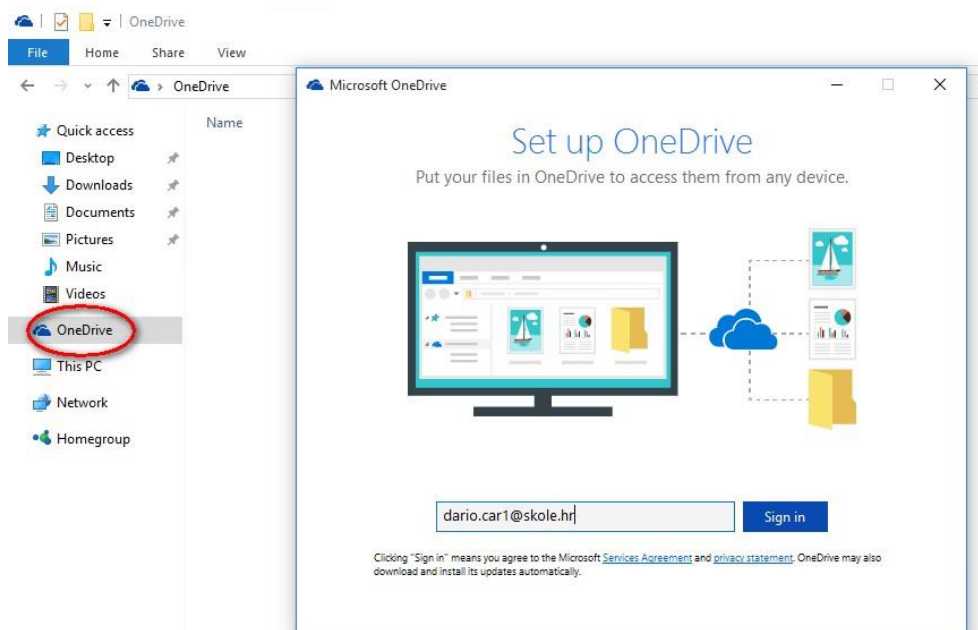 OneDrive
File Home Share View
OneDrive
Quick access
Desktop
Downloads
Documents
Pictures
Music
Videos
OneDrive
This PC
Network
Homegroup
Name
Microsoft OneDrive
Set up OneDrive
Put your files in OneDrive to access them from any device.
dario.car1@skole.hr
Sign in
Clicking "Sign in" means you agree to the Microsoft Services Agreement and privacy statement. OneDrive may also
download and install its updates automatically.